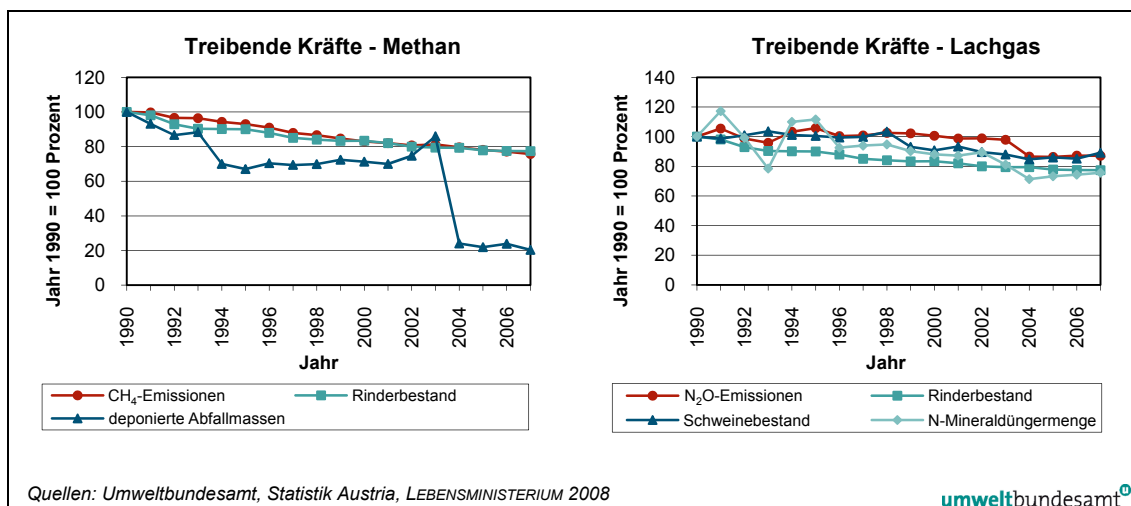 Treibende Kräfte - Methan
Jahr 1990 = 100 Prozent
120
100
80
60
40
20
0
1990
1992
1994
1996
1998
2000
2002
2004
2006
Jahr
CH₄-Emissionen
Rinderbestand
deponierte Abfallmassen
Treibende Kräfte - Lachgas
Jahr 1990 = 100 Prozent
140
120
100
80
60
40
20
0
1990
1992
1994
1996
1998
2000
2002
2004
2006
Jahr
N₂O-Emissionen
Rinderbestand
Schweinebestand
N-Mineraldüngermenge
Quellen: Umweltbundesamt, Statistik Austria, LEBENSMINISTERIUM 2008
umweltbundesamt u